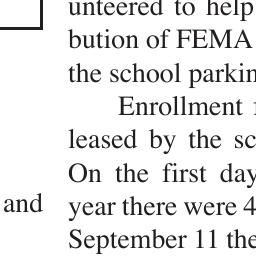 unteered to help
bution of FEMA
the school parkin
Enrollment
leased by the sc
On the first day
and
year there were 4
September 11 the